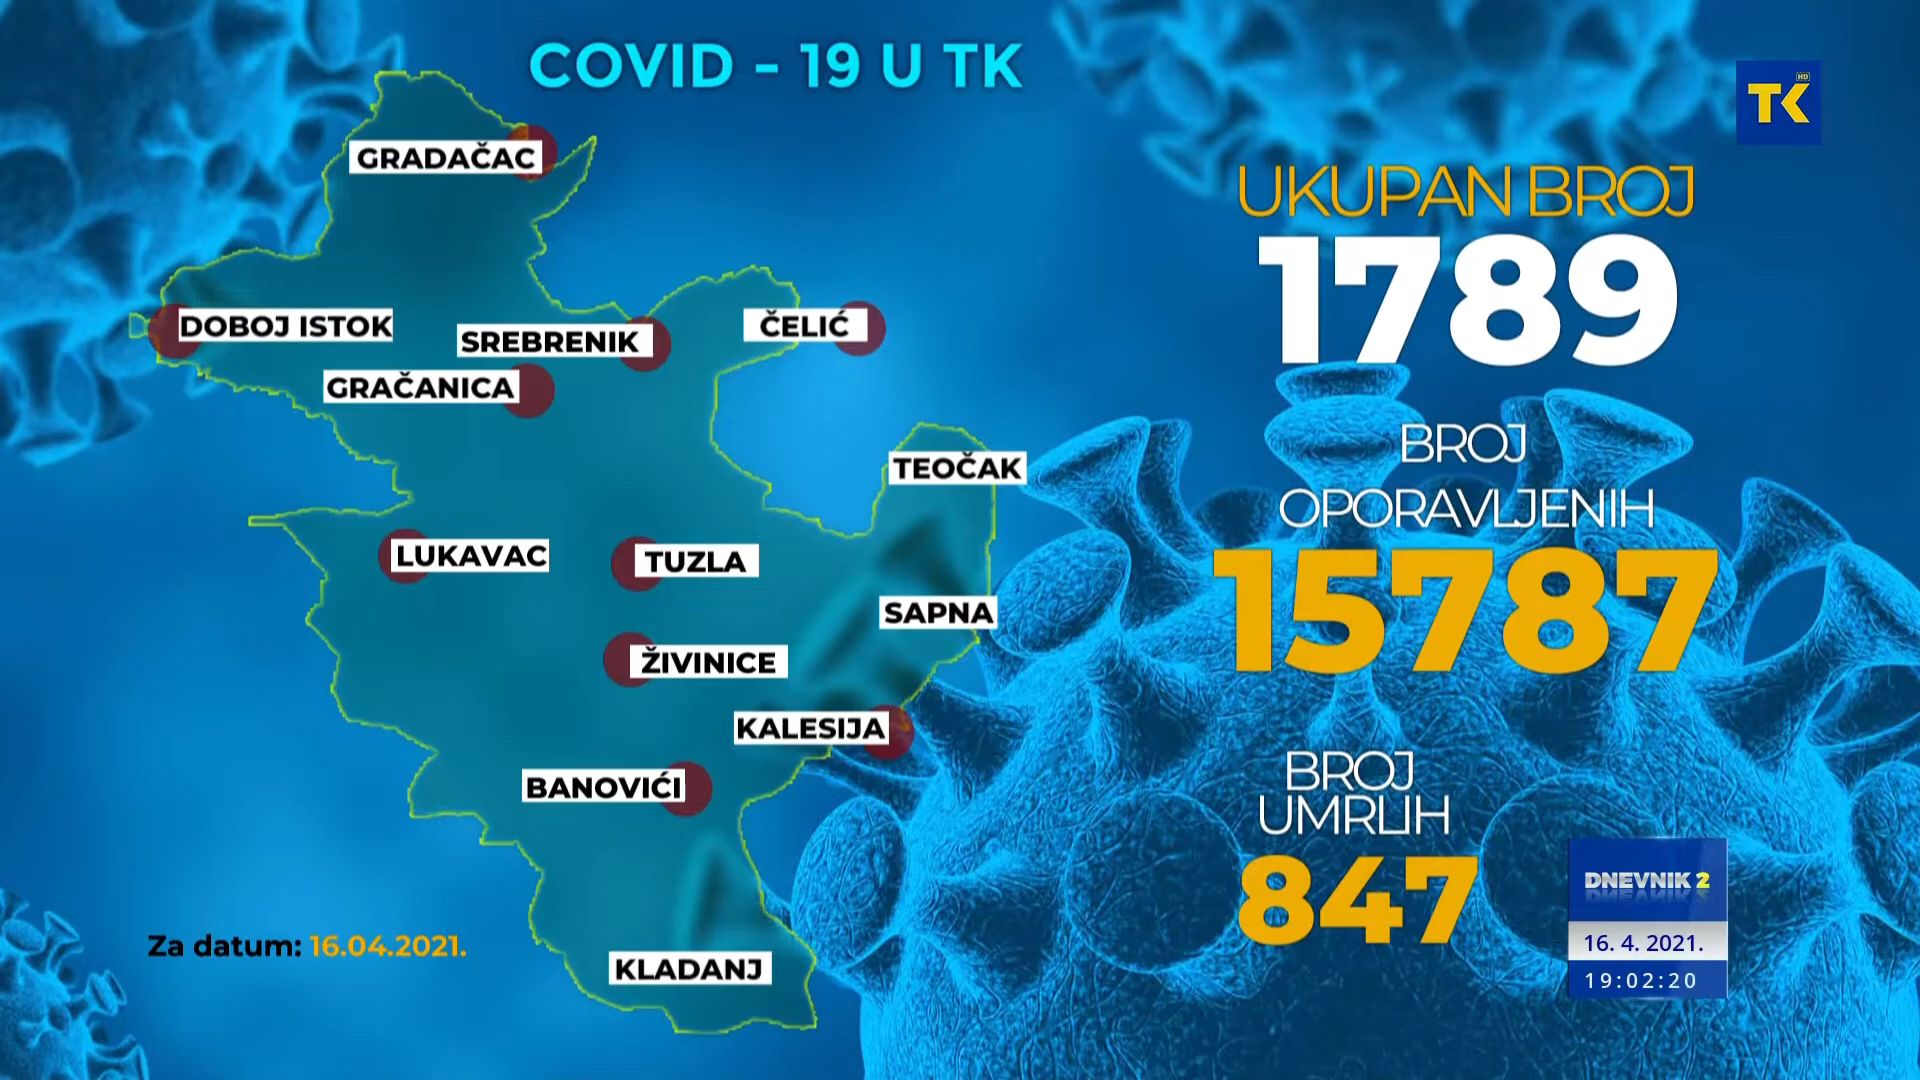 COVID - 19 U TK
TK HD
GRADAČAC
UKUPAN BROJ
1789
DOBOJ ISTOK
SREBRENIK
ČELIĆ
GRAČANICA
BROJ
OPORAVLJENIH
15787
TEOČAK
LUKAVAC
TUZLA
SAPNA
ŽIVINICE
KALESIJA
BANOVIĆI
BROJ
UMRLIH
847
KLADANJ
Za datum: 16.04.2021.
DNEVNIK 2
16. 4. 2021.
19:02:20